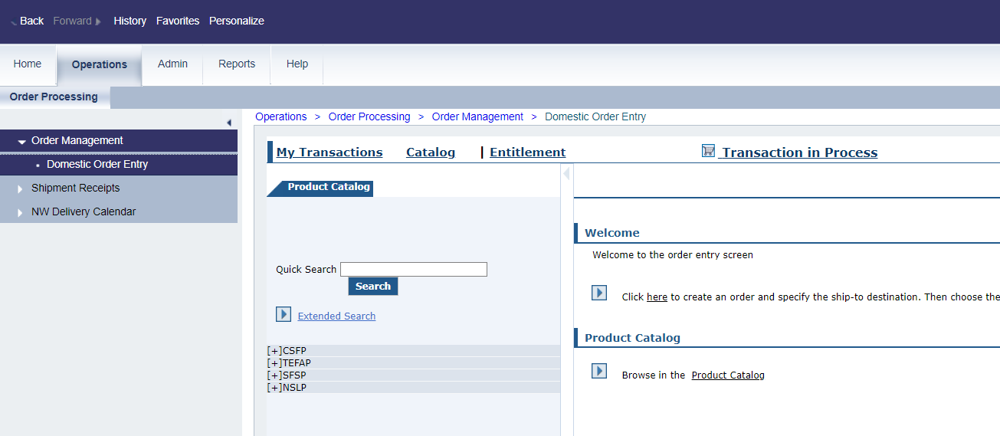 Back Forward History Favorites Personalize
Home Operations Admin Reports Help
Order Processing
Order Management
Domestic Order Entry
Shipment Receipts
NW Delivery Calendar
Operations > Order Processing > Order Management > Domestic Order Entry
My Transactions Catalog | Entitlement Transaction in Process
Product Catalog
Quick Search
Search
Extended Search
[+]CSFP
[+]TEFAP
[+]SFSP
[+]NSLP
Welcome
Welcome to the order entry screen
Click here to create an order and specify the ship-to destination. Then choose the
Product Catalog
Browse in the Product Catalog